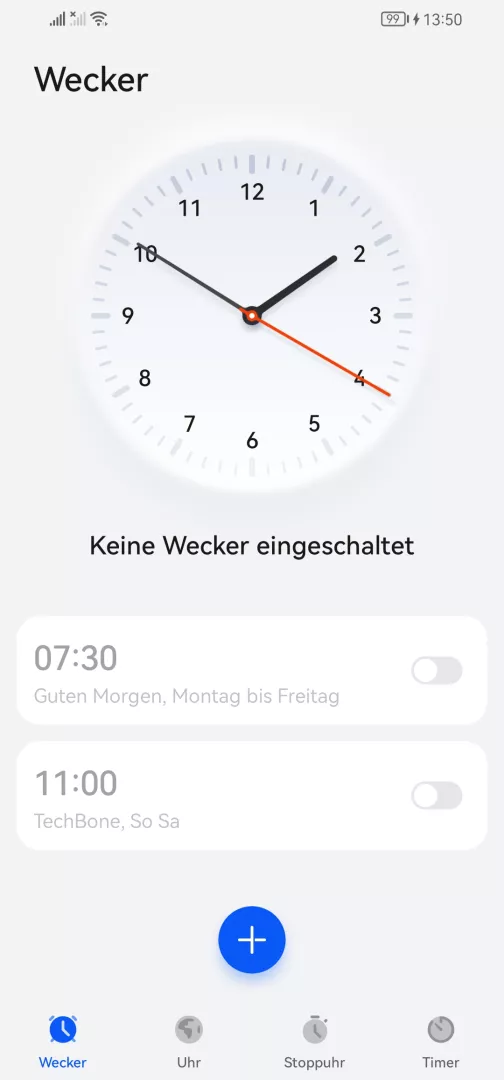 99 13:50
Wecker
12
11 1
10 2
9 3
8 4
7 5
6
Keine Wecker eingeschaltet
07:30
Guten Morgen, Montag bis Freitag
11:00
TechBone, So Sa
Wecker Uhr Stoppuhr Timer